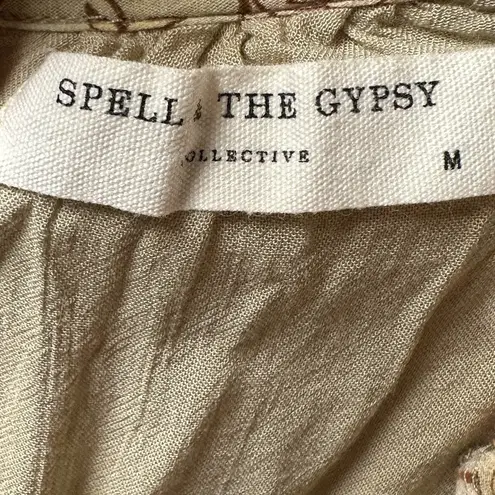 SPELL & THE GYPSY
OLLECTIVE
M